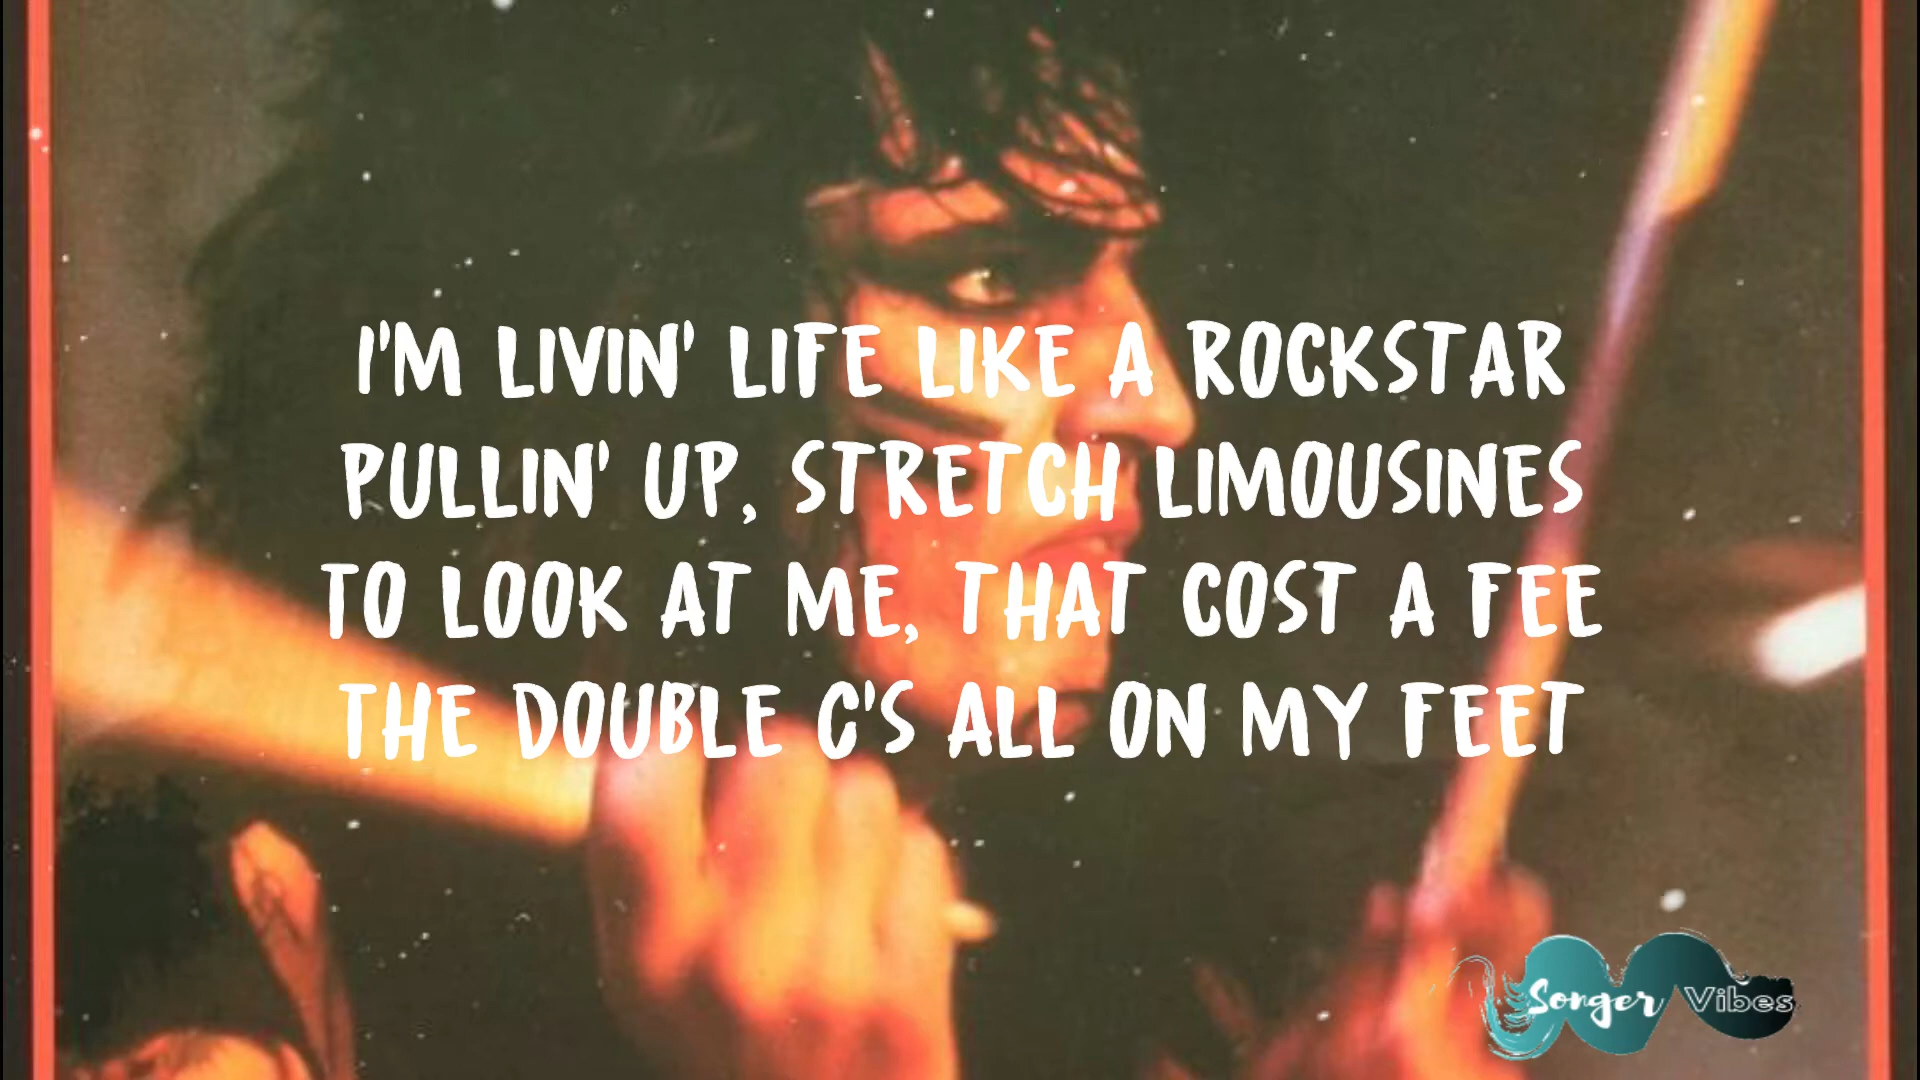 I'M LIVIN' LIFE LIKE A ROCKSTAR
PULLIN' UP, STRETCH LIMOUSINES
TO LOOK AT ME, THAT COST A FEE
THE DOUBLE C'S ALL ON MY FEET
Songer Vibes